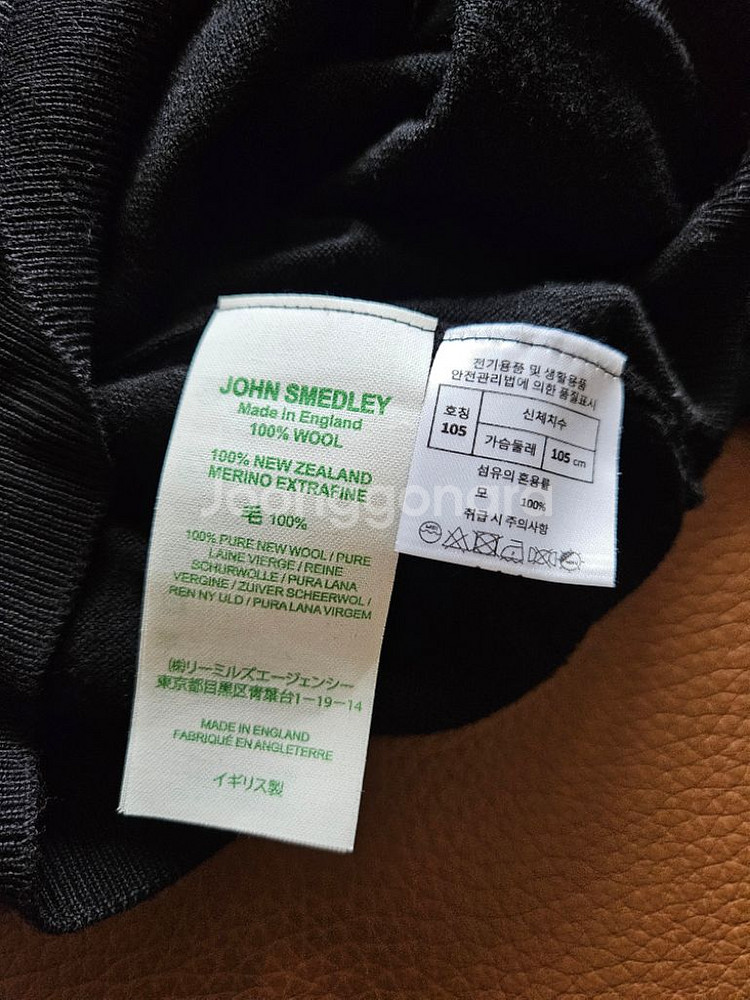 JOHN SMEDLEY
Made in England
100% WOOL
100% NEW ZEALAND
MERINO EXTRAFINE
毛 100%
100% PURE NEW WOOL / PURE
LAINE VIERGE / REINE
SCHURWOLLE / PURA LANA
VERGINE / ZUIVER SCHEERWOL /
REN NY ULD / PURA LANA VIRGEM
㈱リーミルズエージェンシー
東京都目黒区青葉台1-19-14
MADE IN ENGLAND
FABRIQUÉ EN ANGLETERRE
イギリス製
전기용품 및 생활용품
안전관리법에 의한 품질표시
호칭 신체치수
105 가슴둘레 105 cm
섬유의 혼용률
모 100%
취급 시 주의사항
Joonggonara